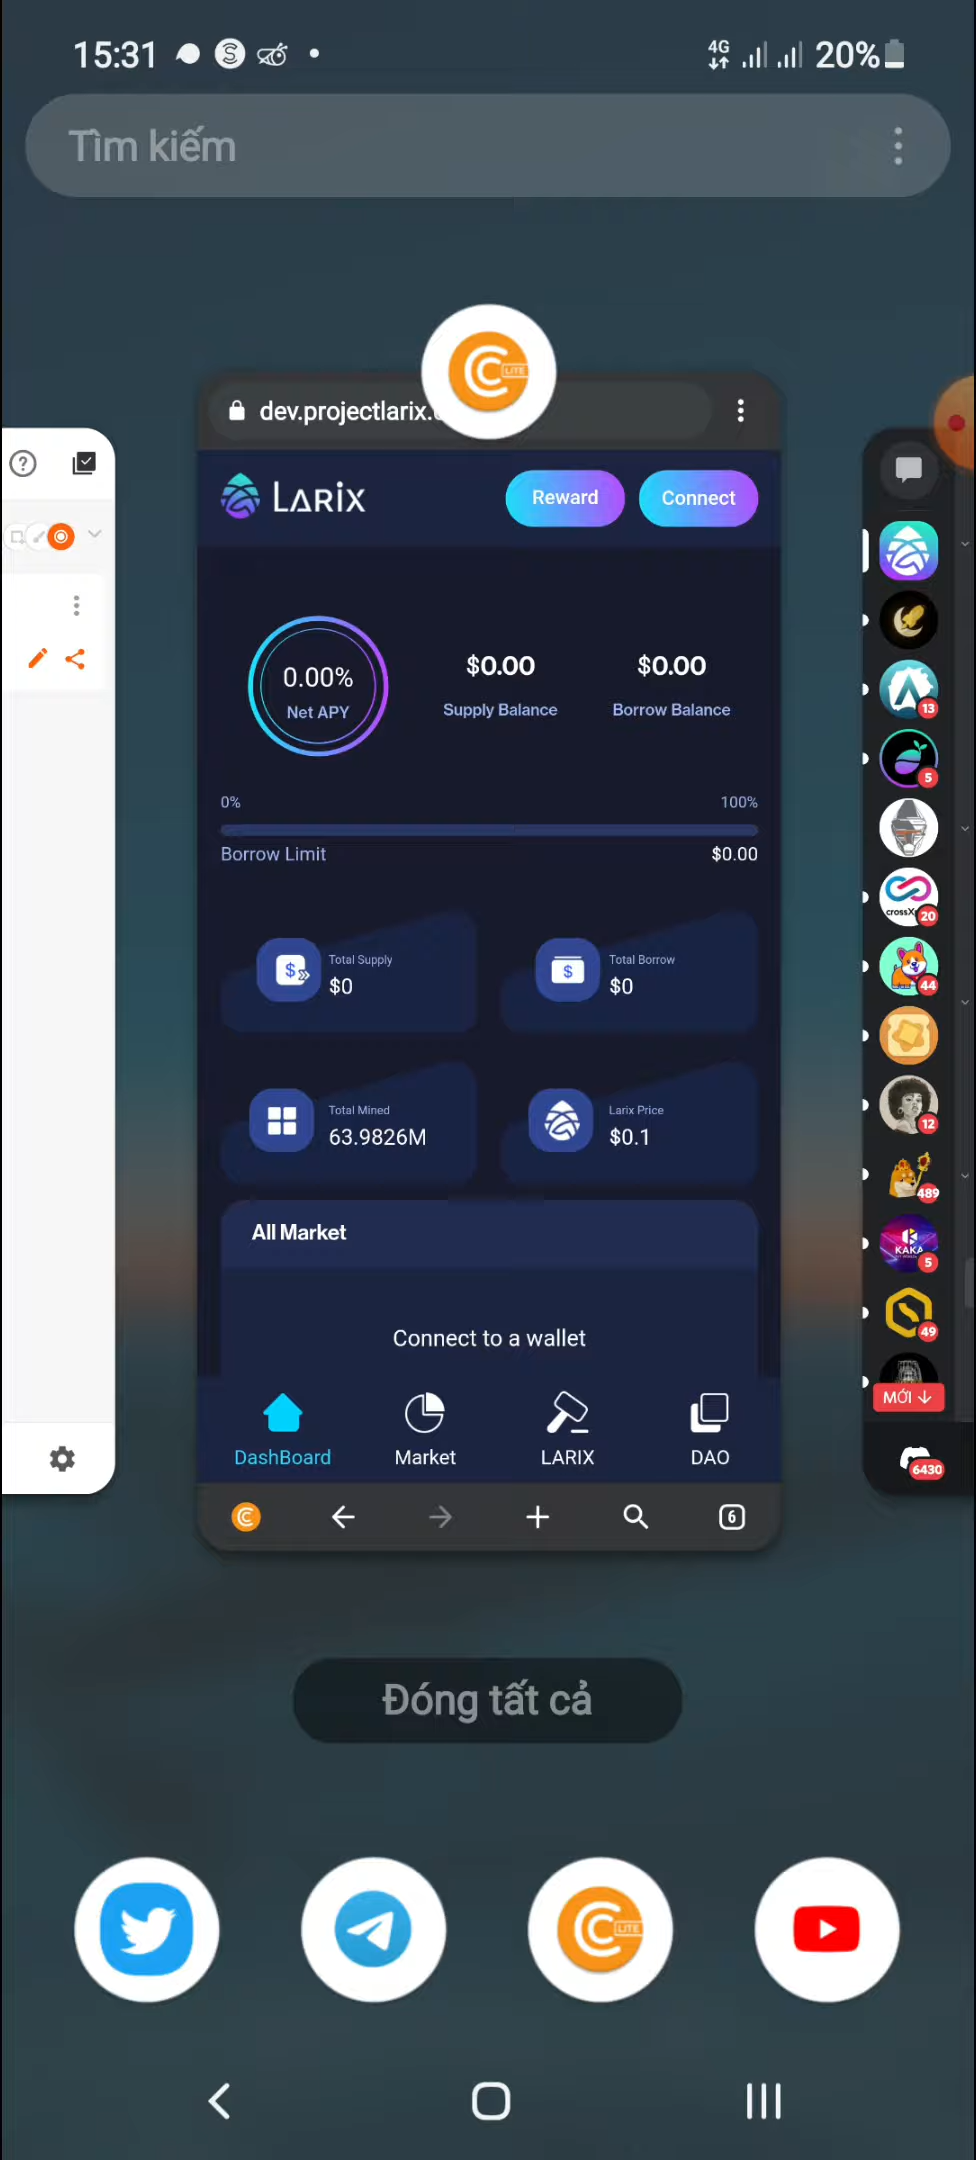 15:31
4G
20%
Tìm kiếm
LITE
dev.projectlarix.
LARIX
Reward
Connect
0.00%
Net APY
$0.00
Supply Balance
$0.00
Borrow Balance
0%
100%
Borrow Limit
$0.00
Total Supply
$0
Total Borrow
$0
Total Mined
63.9826M
Larix Price
$0.1
All Market
Connect to a wallet
DashBoard
Market
LARIX
DAO
6
13
5
crossX
20
44
12
489
KAKA
5
49
MỚI
6430
Đóng tất cả
LITE